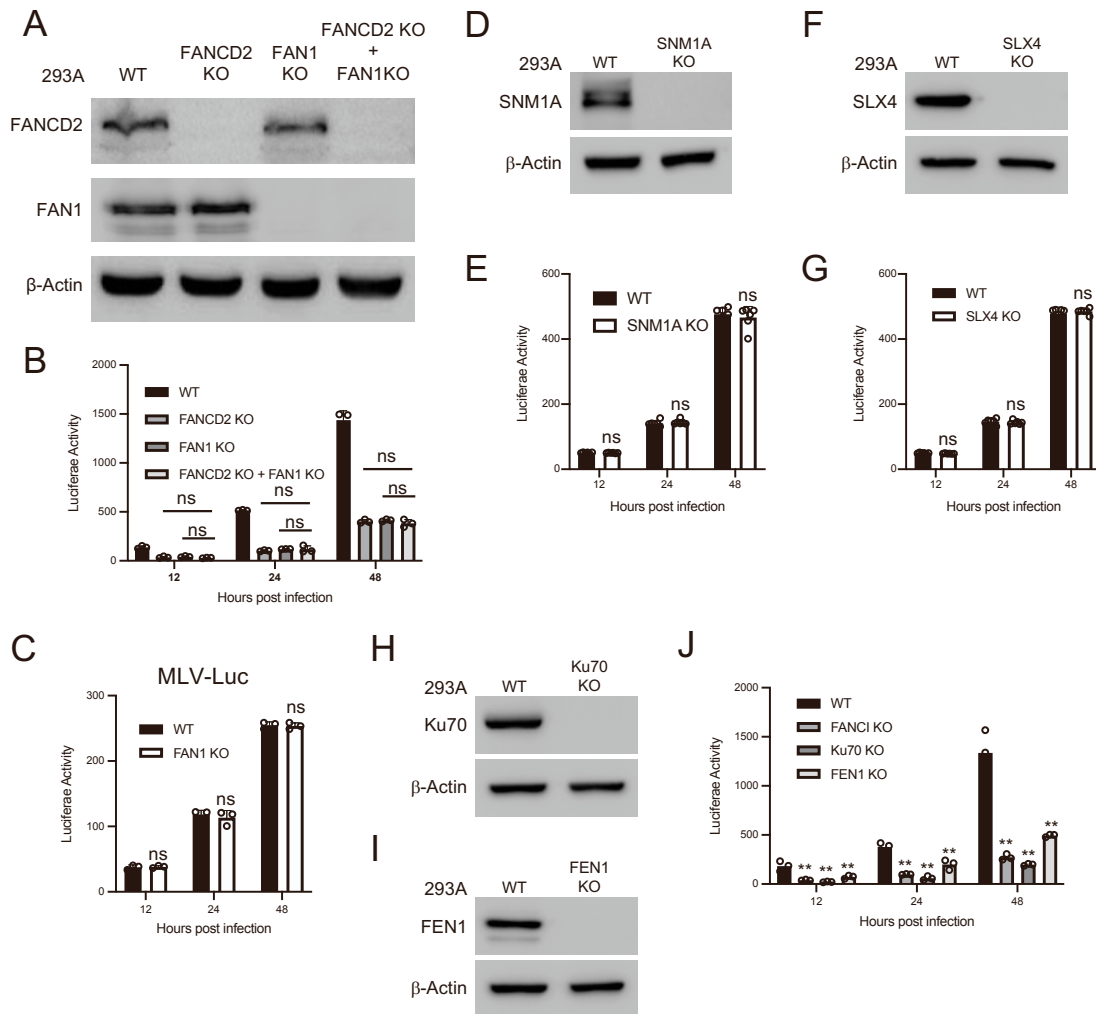 A
293A
WT
FANCD2
KO
FAN1
KO
FANCD2 KO
+
FAN1KO
FANCD2
FAN1
β-Actin
B
Luciferae Activity
2000
1500
1000
500
0
WT
FANCD2 KO
FAN1 KO
FANCD2 KO + FAN1 KO
ns
ns
ns
ns
ns
ns
12
24
48
Hours post infection
C
MLV-Luc
Luciferae Activity
300
200
100
0
WT
FAN1 KO
ns
ns
ns
12
24
48
Hours post infection
D
293A
WT
SNM1A
KO
SNM1A
β-Actin
E
Luciferae Activity
600
400
200
0
WT
SNM1A KO
ns
ns
ns
12
24
48
Hours post infection
F
293A
WT
SLX4
KO
SLX4
β-Actin
G
Luciferae Activity
600
400
200
0
WT
SLX4 KO
ns
ns
ns
12
24
48
Hours post infection
H
293A
WT
Ku70
KO
Ku70
β-Actin
I
293A
WT
FEN1
KO
FEN1
β-Actin
J
Luciferae Activity
2000
1500
1000
500
0
WT
FANCI KO
Ku70 KO
FEN1 KO
** ** **
** ** **
** ** **
12
24
48
Hours post infection